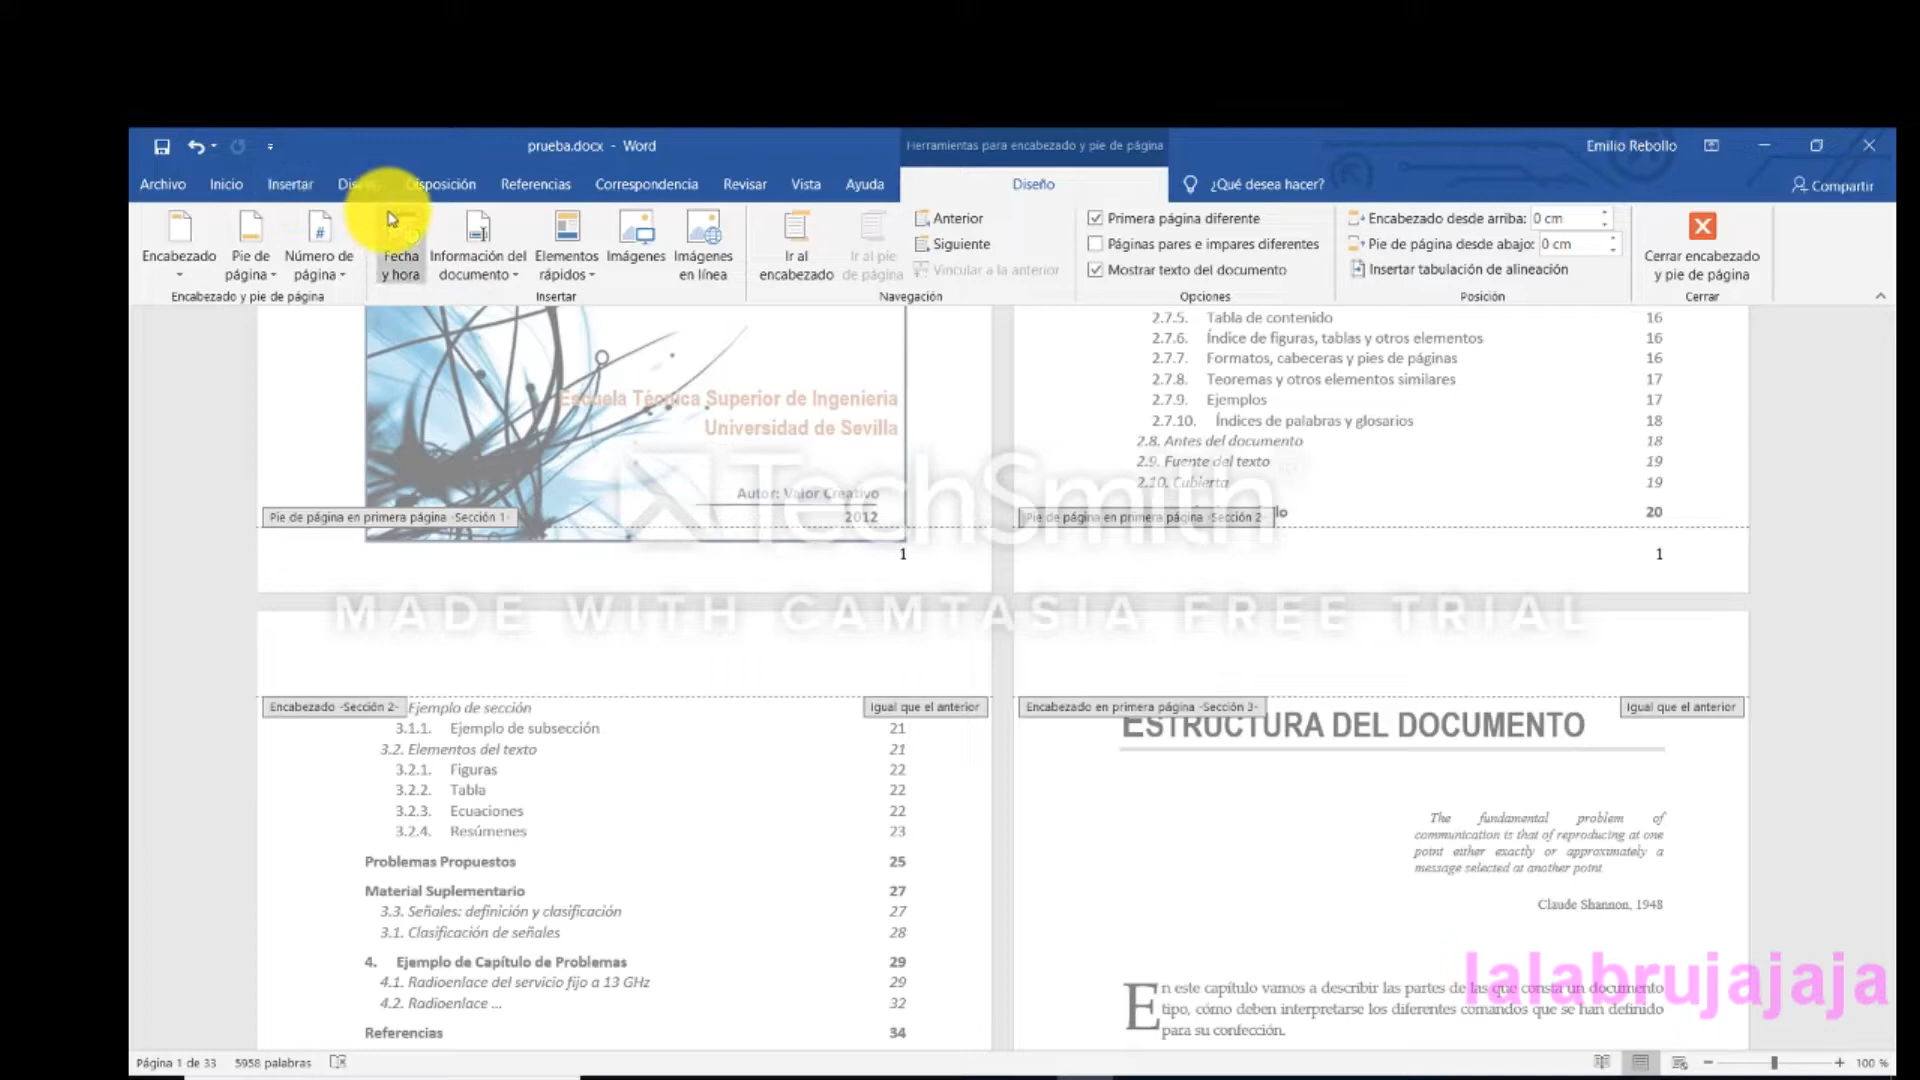 prueba.docx - Word
Herramientas para encabezado y pie de página
Emilio Rebollo
Archivo Inicio Insertar Disposición Referencias Correspondencia Revisar Vista Ayuda Diseño ¿Qué desea hacer? Compartir
Encabezado
Pie de página
Número de página
Encabezado y pie de página
Fecha y hora
Información del documento
Elementos rápidos
Imágenes
Imágenes en línea
Insertar
Ir al encabezado
Ir al pie de página
Anterior
Siguiente
Vincular a la anterior
Navegación
Primera página diferente
Páginas pares e impares diferentes
Mostrar texto del documento
Opciones
Encabezado desde arriba: 0 cm
Pie de página desde abajo: 0 cm
Insertar tabulación de alineación
Posición
Cerrar encabezado y pie de página
Cerrar
Escuela Técnica Superior de Ingeniería
Universidad de Sevilla
Autor: Valor Creativo
2012
Pie de página en primera página -Sección 1-
1
2.7.5. Tabla de contenido 16
2.7.6. Índice de figuras, tablas y otros elementos 16
2.7.7. Formatos, cabeceras y pies de páginas 16
2.7.8. Teoremas y otros elementos similares 17
2.7.9. Ejemplos 17
2.7.10. Índices de palabras y glosarios 18
2.8. Antes del documento 18
2.9. Fuente del texto 19
2.10. Cubierta 19
20
Pie de página en primera página -Sección 2-
1
TechSmith
MADE WITH CAMTASIA FREE TRIAL
Encabezado -Sección 2-
Igual que el anterior
Ejemplo de sección
3.1.1. Ejemplo de subsección 21
3.2. Elementos del texto 21
3.2.1. Figuras 22
3.2.2. Tabla 22
3.2.3. Ecuaciones 22
3.2.4. Resúmenes 23
Problemas Propuestos 25
Material Suplementario 27
3.3. Señales: definición y clasificación 27
3.1. Clasificación de señales 28
4. Ejemplo de Capítulo de Problemas 29
4.1. Radioenlace del servicio fijo a 13 GHz 29
4.2. Radioenlace ... 32
Referencias 34
Encabezado en primera página -Sección 3-
Igual que el anterior
ESTRUCTURA DEL DOCUMENTO
The fundamental problem of
communication is that of reproducing at one
point either exactly or approximately a
message selected at another point
Claude Shannon, 1948
En este capítulo vamos a describir las partes de las que consta un documento
tipo, cómo deben interpretarse los diferentes comandos que se han definido
para su confección.
lalabrujajaja
Página 1 de 33 5958 palabras
100 %